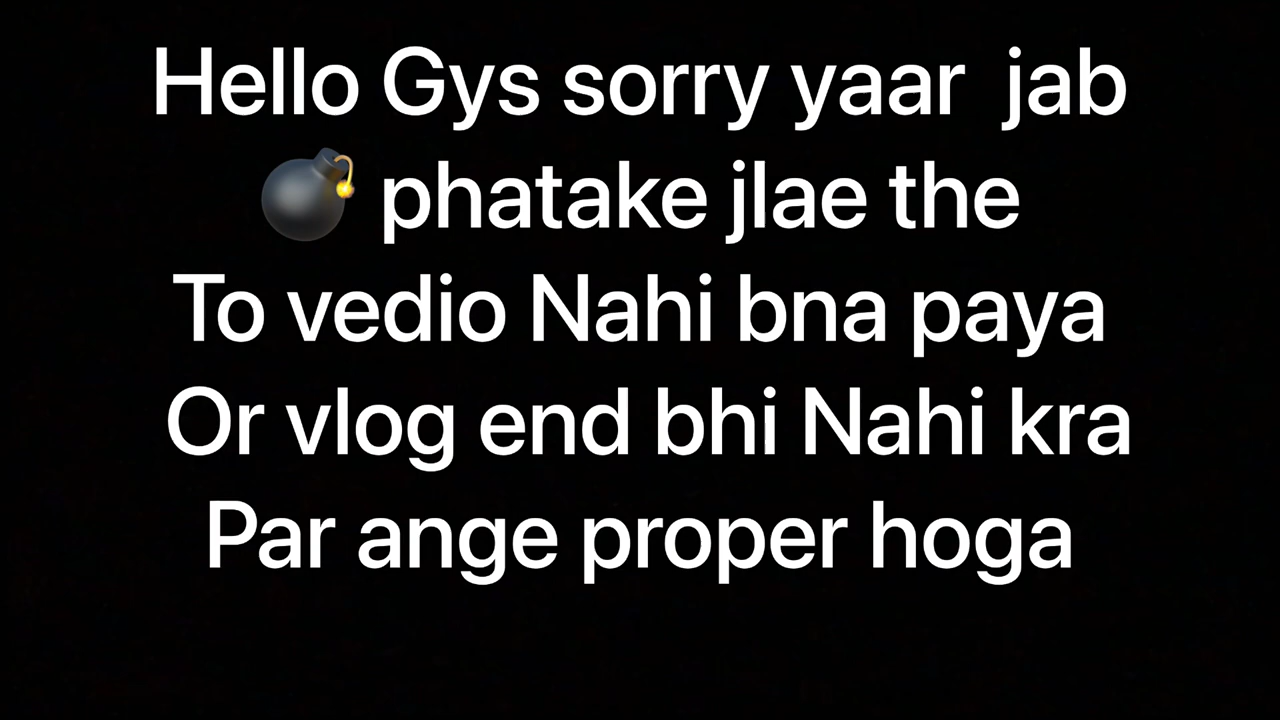 Hello Gys sorry yaar  jab
💣 phatake jlae the
To vedio Nahi bna paya
Or vlog end bhi Nahi kra
Par ange proper hoga